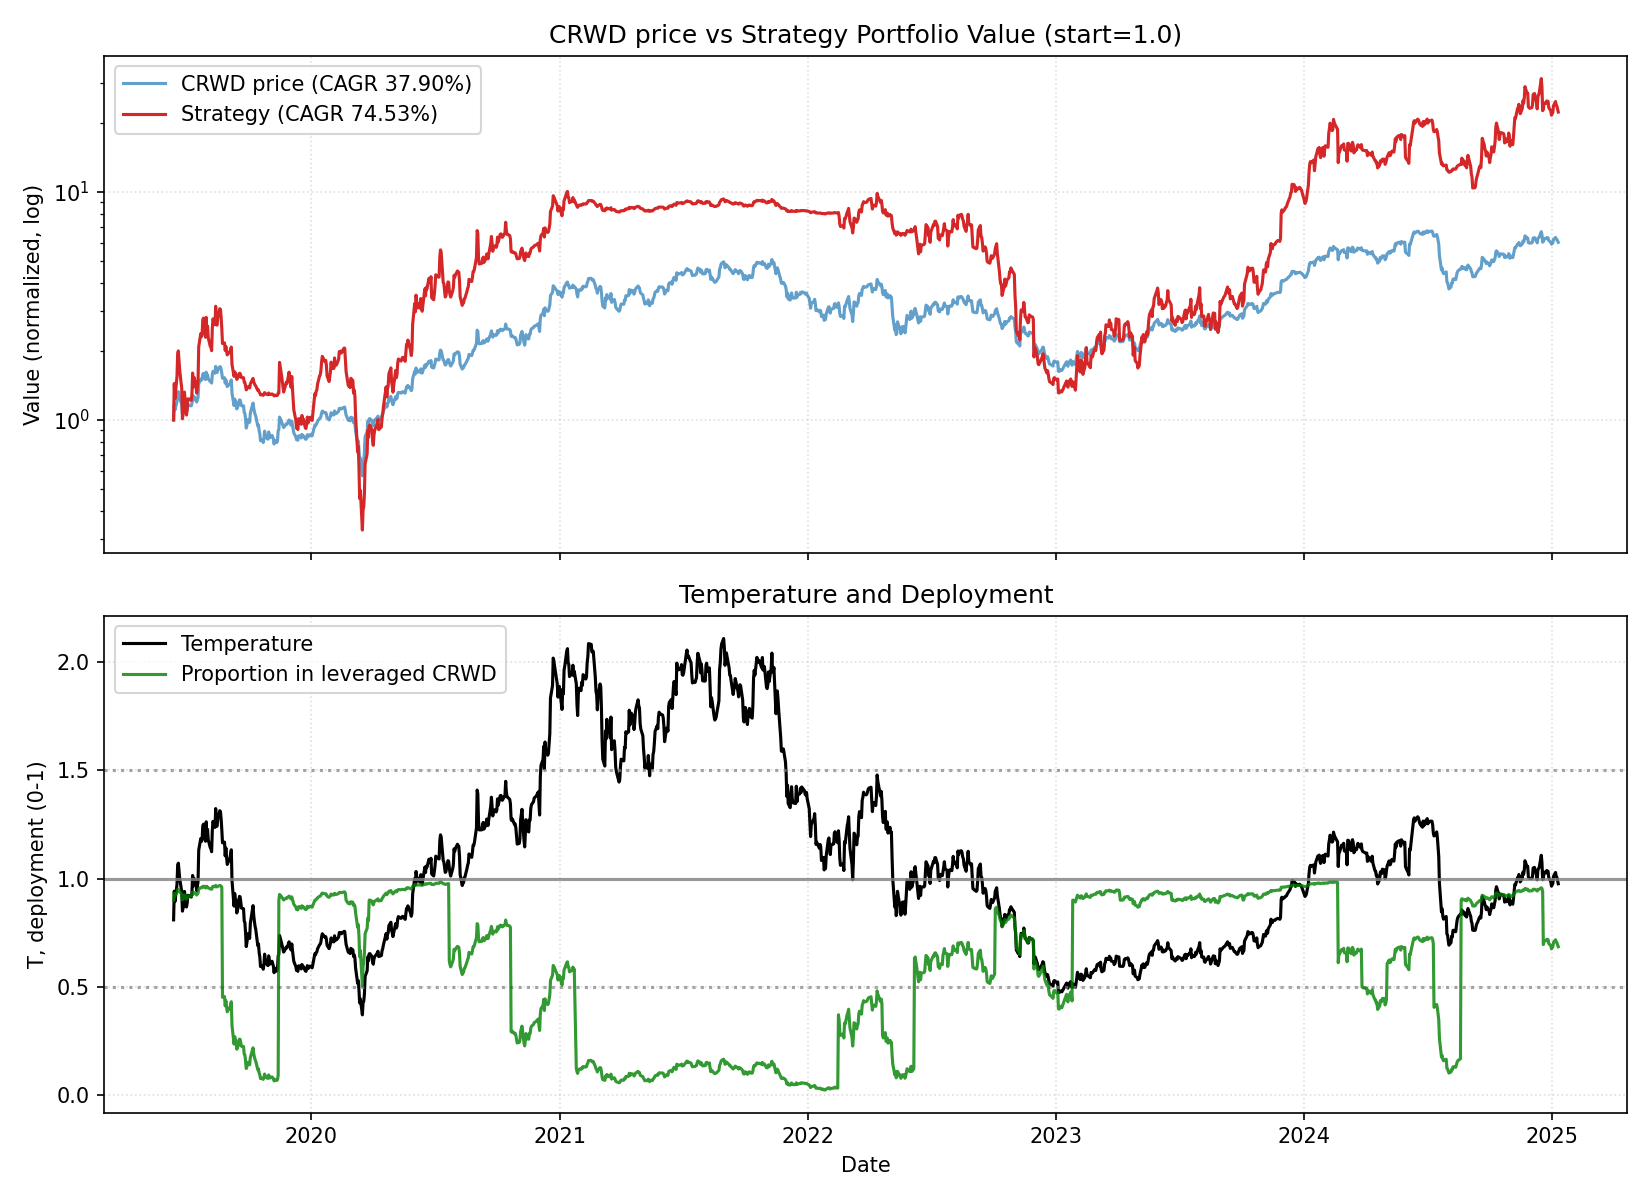 CRWD price vs Strategy Portfolio Value (start=1.0)
CRWD price (CAGR 37.90%)
Strategy (CAGR 74.53%)
Value (normalized, log)
10¹
10⁰
Temperature and Deployment
Temperature
Proportion in leveraged CRWD
T, deployment (0-1)
2.0
1.5
1.0
0.5
0.0
2020 2021 2022 2023 2024 2025
Date